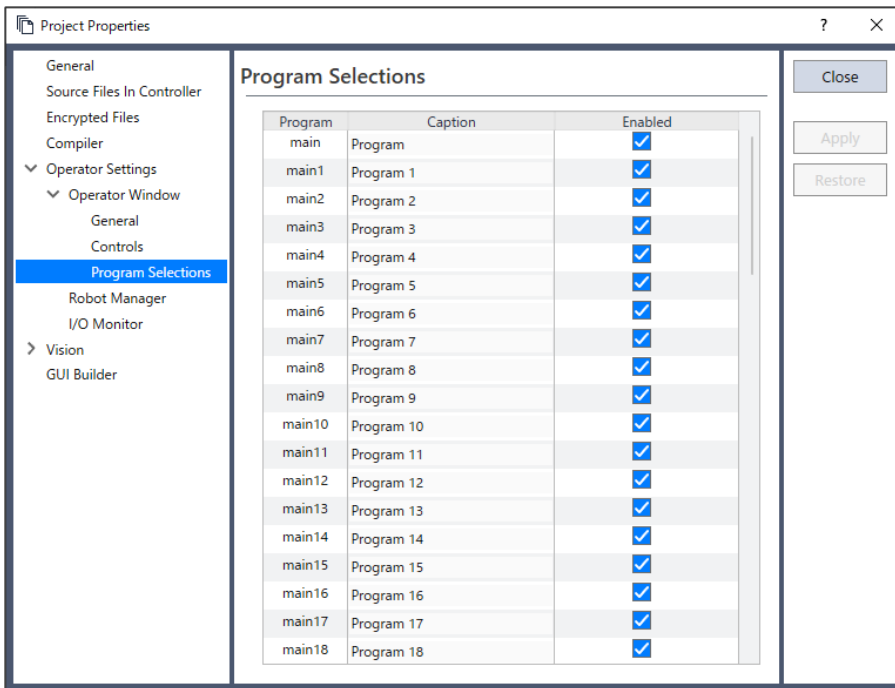 Project Properties
?
General
Source Files In Controller
Encrypted Files
Compiler
Operator Settings
Operator Window
General
Controls
Program Selections
Robot Manager
I/O Monitor
Vision
GUI Builder
Program Selections
Program Caption Enabled
main Program
main1 Program 1
main2 Program 2
main3 Program 3
main4 Program 4
main5 Program 5
main6 Program 6
main7 Program 7
main8 Program 8
main9 Program 9
main10 Program 10
main11 Program 11
main12 Program 12
main13 Program 13
main14 Program 14
main15 Program 15
main16 Program 16
main17 Program 17
main18 Program 18
Close
Apply
Restore